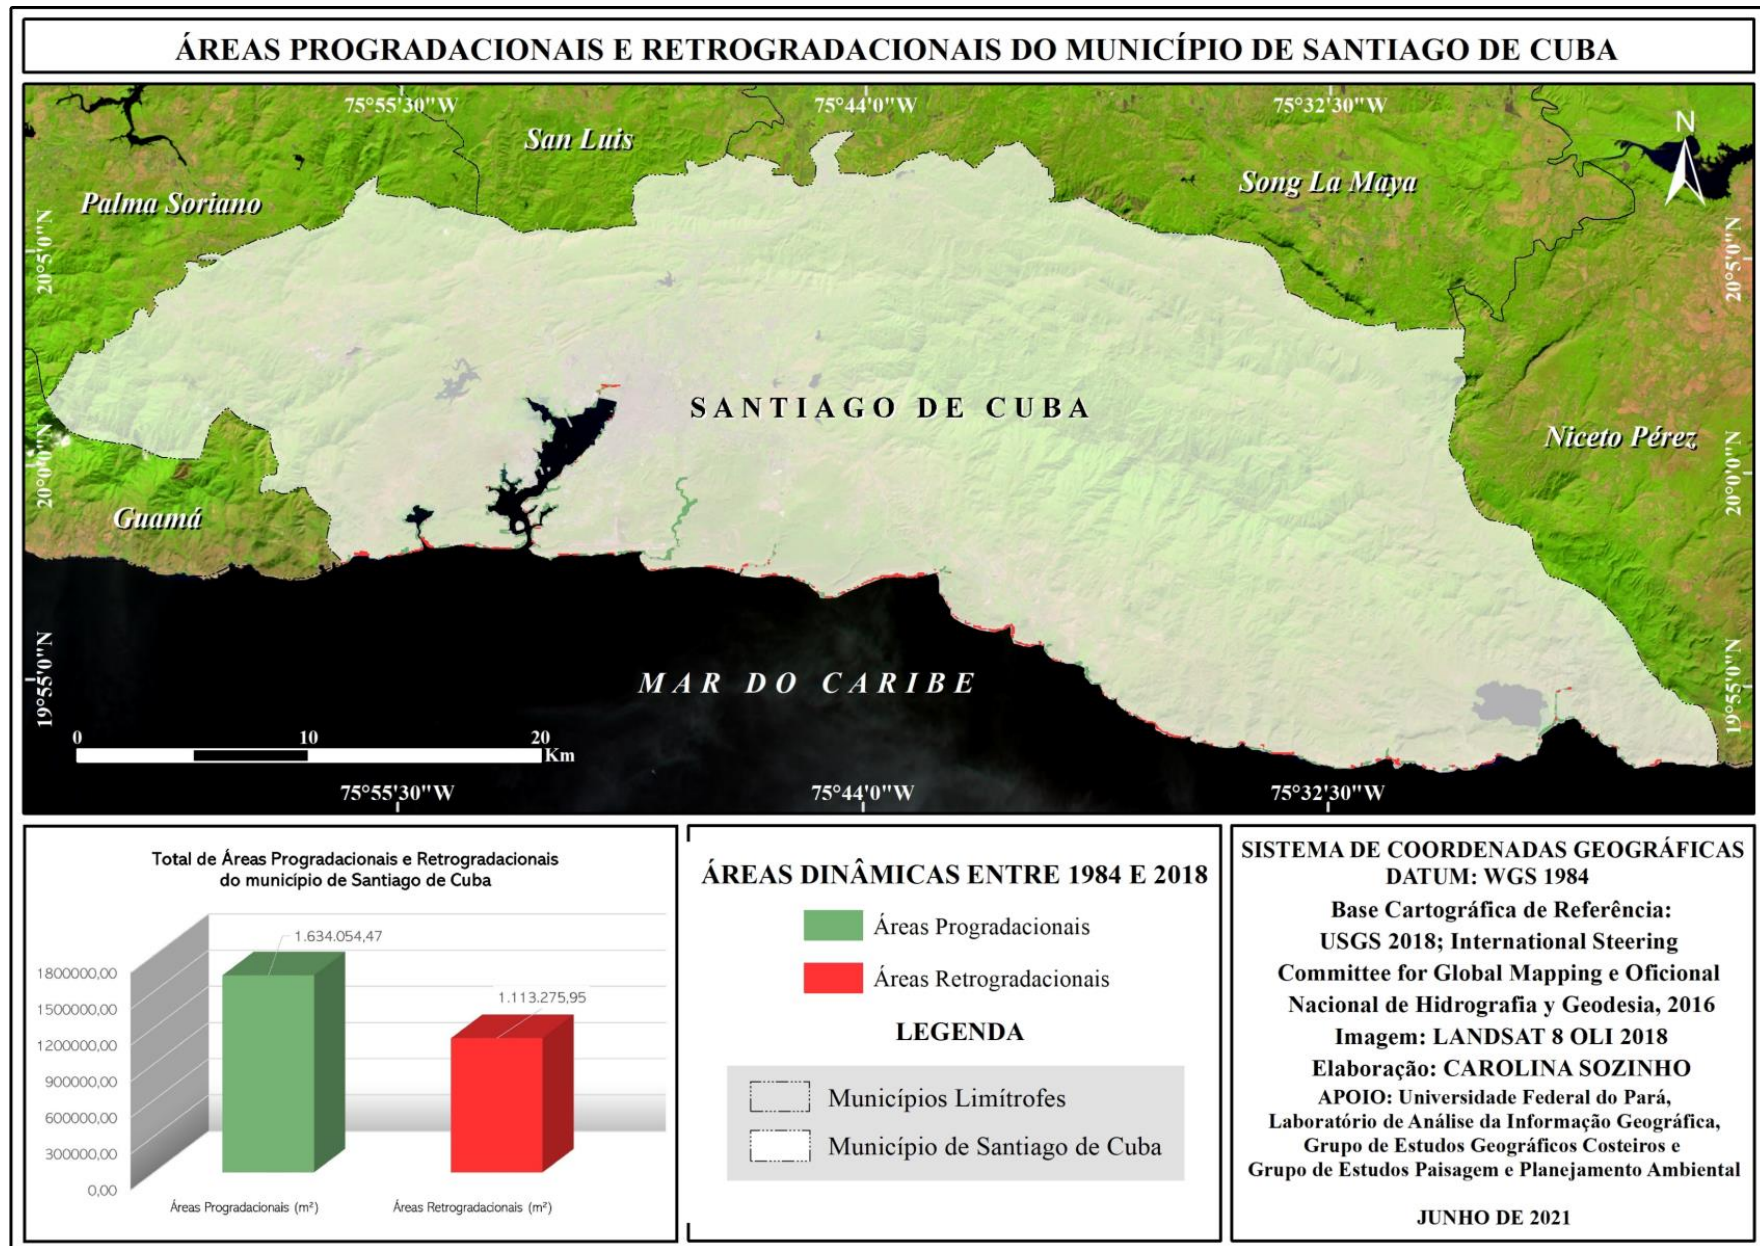 ÁREAS PROGRADACIONAIS E RETROGRADACIONAIS DO MUNICÍPIO DE SANTIAGO DE CUBA
75°55'30"W
75°44'0"W
75°32'30"W
N
San Luis
Palma Soriano
Song La Maya
20°5'0"N
20°5'0"N
SANTIAGO DE CUBA
Niceto Pérez
20°0'0"N
20°0'0"N
Guamá
MAR DO CARIBE
19°55'0"N
19°55'0"N
0 10 20
Km
75°55'30"W
75°44'0"W
75°32'30"W
Total de Áreas Progradacionais e Retrogradacionais
do município de Santiago de Cuba
1.634.054,47
1.113.275,95
1800000,00
1500000,00
1200000,00
900000,00
600000,00
300000,00
0,00
Áreas Progradacionais (m²)
Áreas Retrogradacionais (m²)
ÁREAS DINÂMICAS ENTRE 1984 E 2018
Áreas Progradacionais
Áreas Retrogradacionais
LEGENDA
Municípios Limítrofes
Município de Santiago de Cuba
SISTEMA DE COORDENADAS GEOGRÁFICAS
DATUM: WGS 1984
Base Cartográfica de Referência:
USGS 2018; International Steering
Committee for Global Mapping e Oficional
Nacional de Hidrografia y Geodesia, 2016
Imagem: LANDSAT 8 OLI 2018
Elaboração: CAROLINA SOZINHO
APOIO: Universidade Federal do Pará,
Laboratório de Análise da Informação Geográfica,
Grupo de Estudos Geográficos Costeiros e
Grupo de Estudos Paisagem e Planejamento Ambiental
JUNHO DE 2021